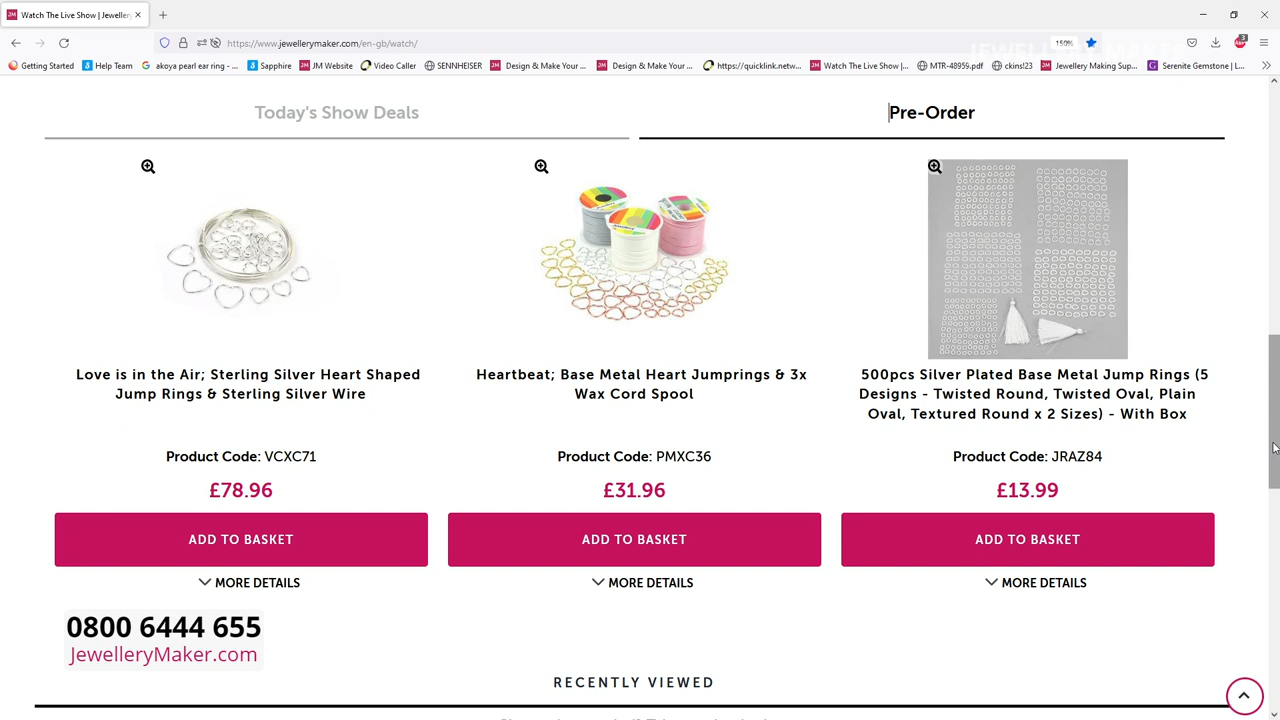 Watch The Live Show | Jeweller
https://www.jewellerymaker.com
gb/watch/
150%
3
Getting Started
Help Team
akoya pearl ear ring - ...
Sapphire
JM Website
Video Caller
SENNHEISER
Design & Make Your ...
Design & Make Your ...
https://quicklink.netw...
Watch The Live Show |...
MTR-48959.pdf
ckins!23
Jewellery Making Sup...
Serenite Gemstone | L...
Today's Show Deals
Pre-Order
Love is in the Air; Sterling Silver Heart Shaped
Jump Rings & Sterling Silver Wire
Product Code: VCXC71
£78.96
ADD TO BASKET
MORE DETAILS
Heartbeat; Base Metal Heart Jumprings & 3x
Wax Cord Spool
Product Code: PMXC36
£31.96
ADD TO BASKET
MORE DETAILS
500pcs Silver Plated Base Metal Jump Rings (5
Designs - Twisted Round, Twisted Oval, Plain
Oval, Textured Round x 2 Sizes) - With Box
Product Code: JRAZ84
£13.99
ADD TO BASKET
MORE DETAILS
0800 6444 655
JewelleryMaker.com
RECENTLY VIEWED